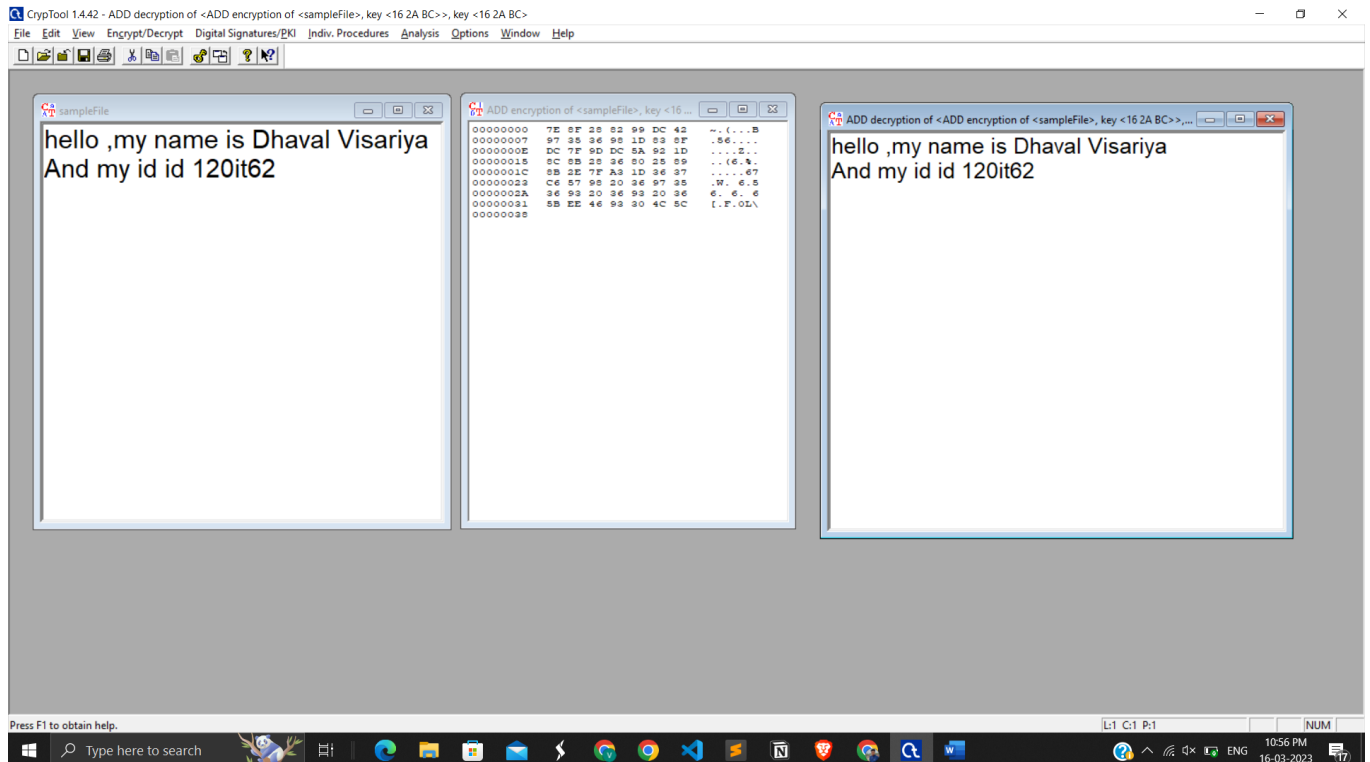 CrypTool 1.4.42 - ADD decryption of <ADD encryption of <sampleFile>, key <16 2A BC>>, key <16 2A BC>
File Edit View Encrypt/Decrypt Digital Signatures/PKI Indiv. Procedures Analysis Options Window Help
sampleFile
hello ,my name is Dhaval Visariya
And my id id 120it62
ADD encryption of <sampleFile>, key <16 ...
00000000 7E 8F 28 82 99 DC 42 ~.(...B
00000007 97 35 36 98 1D 83 8F .56....
0000000E DC 7F 9D DC 5A 92 1D ....Z..
00000015 8C 8B 28 36 80 25 89 ..(6.%.
0000001C 8B 2E 7F A3 1D 36 37 .....67
00000023 C6 57 98 20 36 97 35 .W. 6.5
0000002A 36 93 20 36 93 20 36 6. 6. 6
00000031 5B EE 46 93 30 4C 5C [.F.0L\
00000038
ADD decryption of <ADD encryption of <sampleFile>, key <16 2A BC>>,...
hello ,my name is Dhaval Visariya
And my id id 120it62
Press F1 to obtain help.
L:1 C:1 P:1
NUM
Type here to search
ENG
10:56 PM
16-03-2023
17